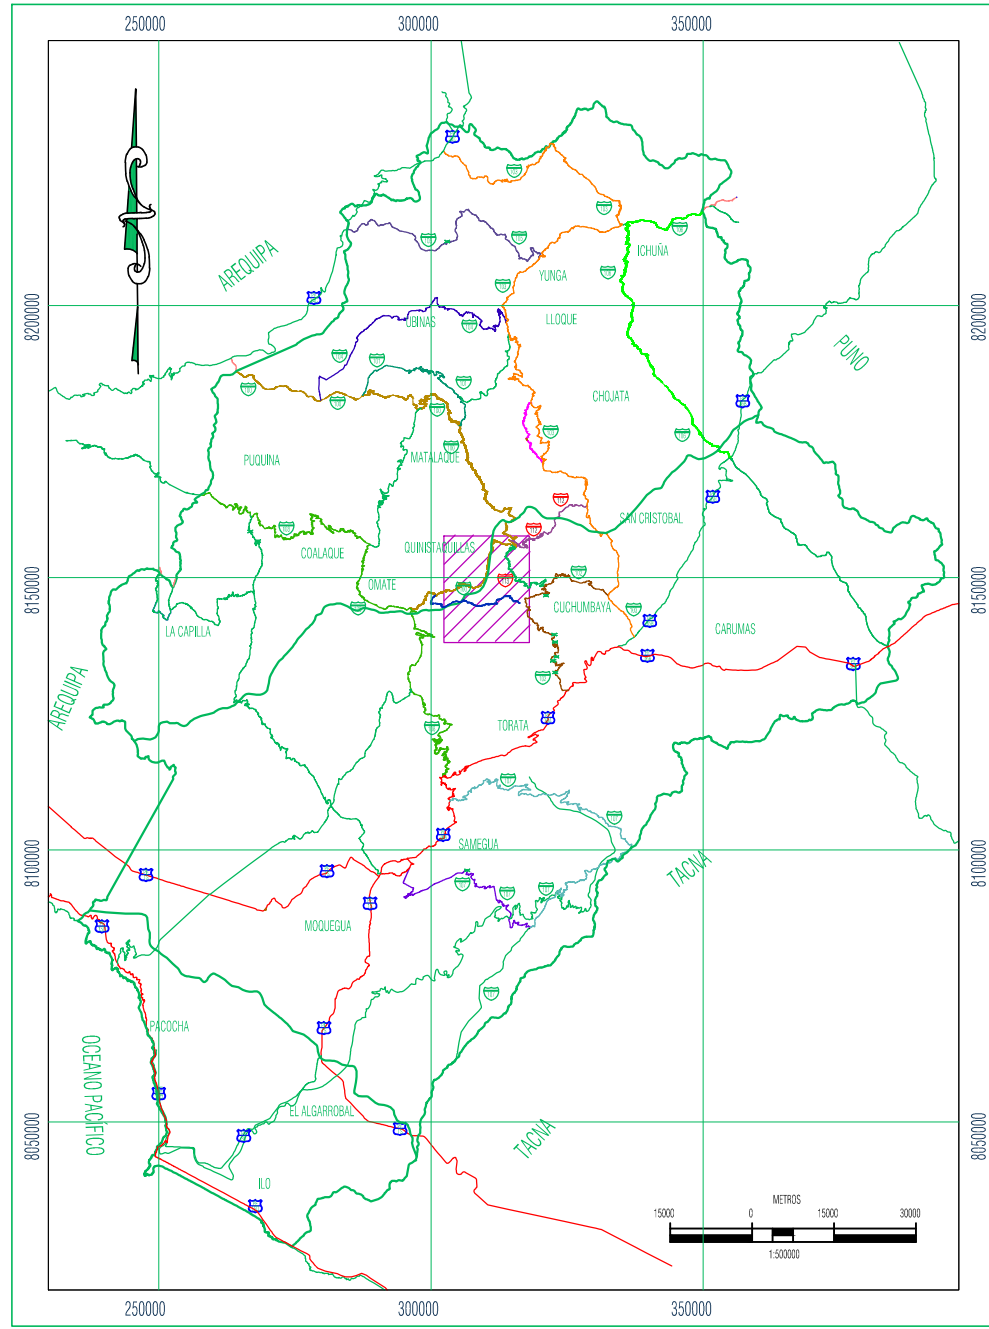 250000
300000
350000
AREQUIPA
ICHUÑA
YUNGA
8200000
8200000
UBINAS
LLOQUE
PUNO
CHOJATA
PUQUINA
MATALAQUE
SAN CRISTOBAL
QUINISTAQUILLAS
COALAQUE
8150000
8150000
OMATE
CUCHUMBAYA
LA CAPILLA
CARUMAS
AREQUIPA
TORATA
8100000
8100000
SAMEGUA
TACNA
MOQUEGUA
PACOCHA
OCEANO PACÍFICO
EL ALGARROBAL
8050000
8050000
TACNA
ILO
METROS
15000
0
15000
30000
1:500000
250000
300000
350000